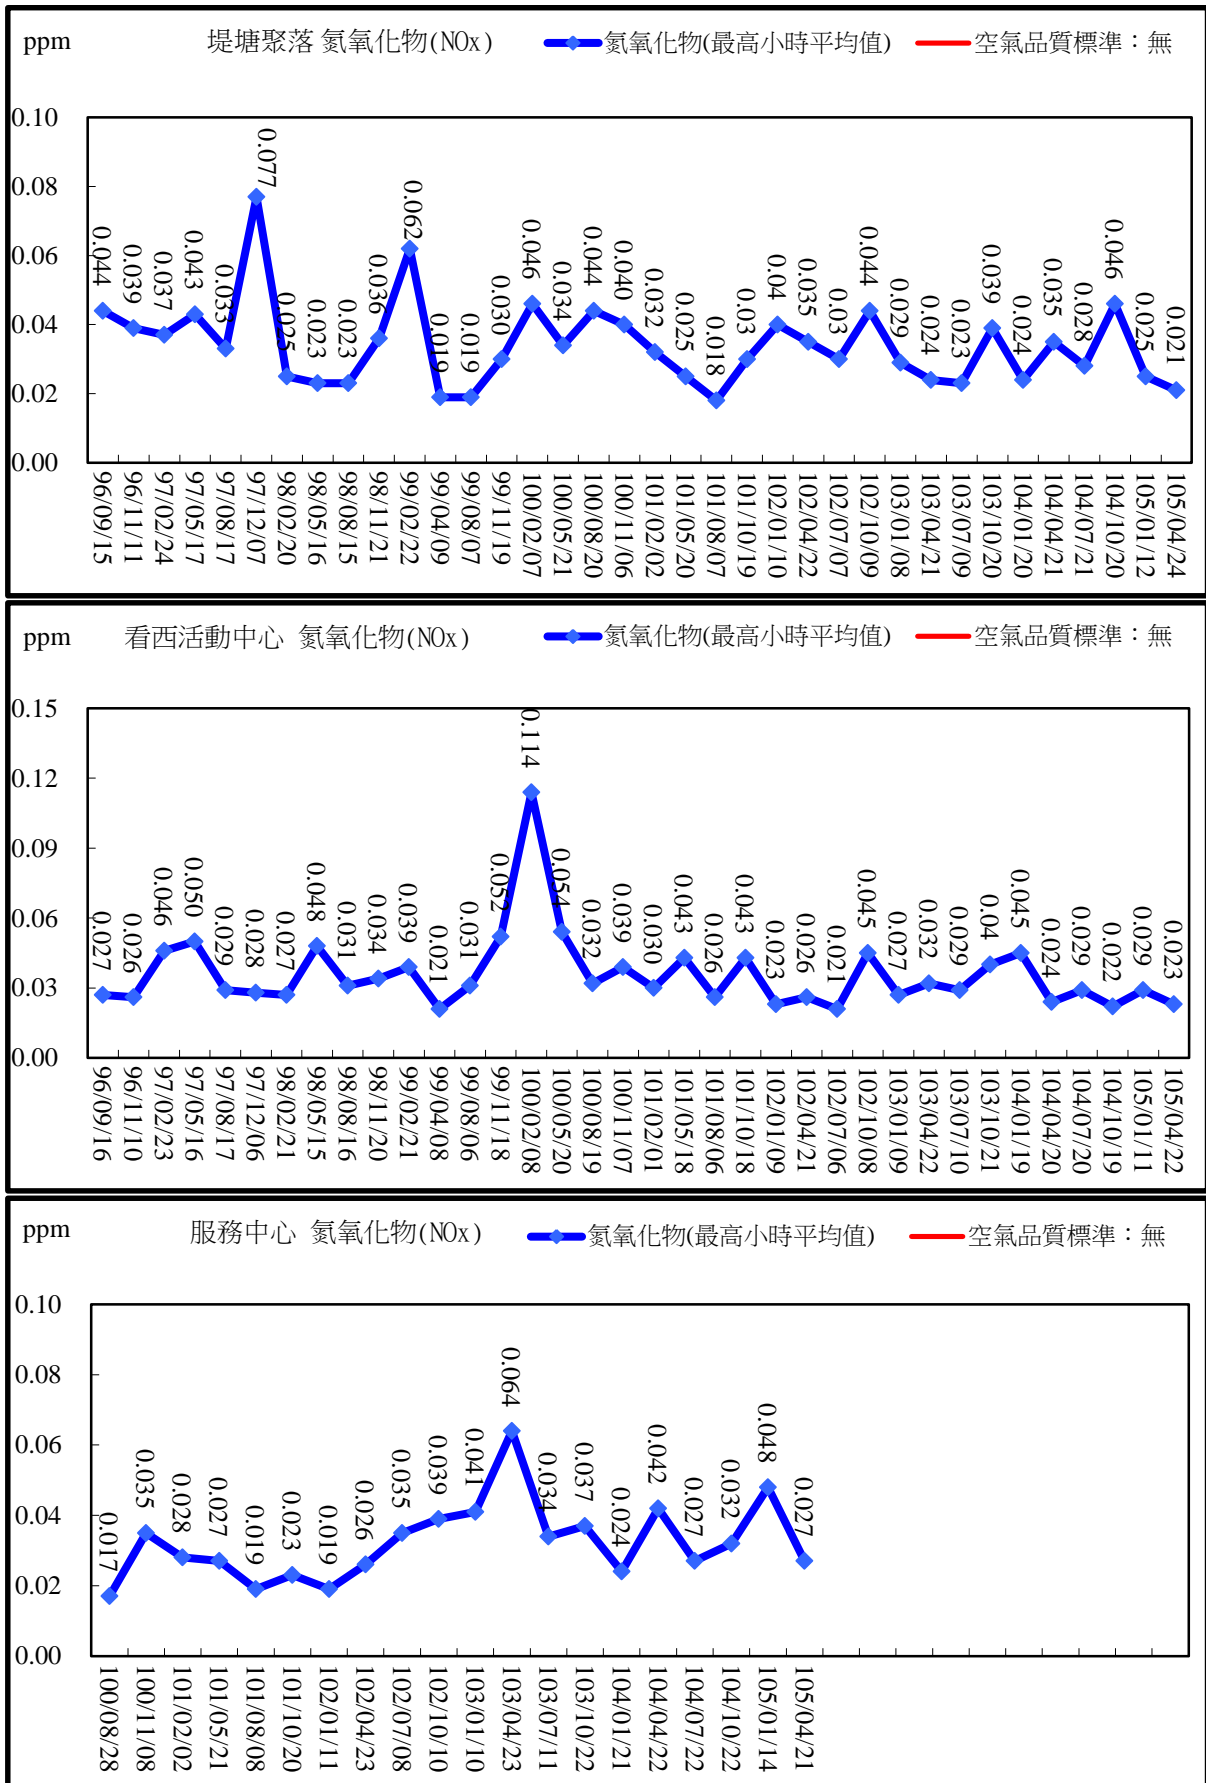 ppm 堤塘聚落 氮氧化物(NOx) 氮氧化物(最高小時平均值) 空氣品質標準：無
0.10
0.08
0.06
0.04
0.02
0.00
0.044 0.039 0.037 0.043 0.033 0.077 0.025 0.023 0.023 0.036 0.062 0.019 0.019 0.030 0.046 0.034 0.044 0.040 0.032 0.025 0.018 0.03 0.04 0.035 0.03 0.044 0.029 0.024 0.023 0.039 0.024 0.035 0.028 0.046 0.025 0.021
96/09/15 96/11/11 97/02/24 97/05/17 97/08/17 97/12/07 98/02/20 98/05/16 98/08/15 98/11/21 99/02/22 99/04/09 99/08/07 99/11/19 100/02/07 100/05/21 100/08/20 100/11/06 101/02/02 101/05/20 101/08/07 101/10/19 102/01/10 102/04/22 102/07/07 102/10/09 103/01/08 103/04/21 103/07/09 103/10/20 104/01/20 104/04/21 104/07/21 104/10/20 105/01/12 105/04/24
ppm 看西活動中心 氮氧化物(NOx) 氮氧化物(最高小時平均值) 空氣品質標準：無
0.15
0.12
0.09
0.06
0.03
0.00
0.027 0.026 0.046 0.050 0.029 0.028 0.027 0.048 0.031 0.034 0.039 0.021 0.031 0.052 0.114 0.054 0.032 0.039 0.030 0.043 0.026 0.043 0.023 0.026 0.021 0.045 0.027 0.032 0.029 0.04 0.045 0.024 0.029 0.022 0.029 0.023
96/09/16 96/11/10 97/02/23 97/05/16 97/08/17 97/12/06 98/02/21 98/05/15 98/08/16 98/11/20 99/02/21 99/04/08 99/08/06 99/11/18 100/02/08 100/05/20 100/08/19 100/11/07 101/02/01 101/05/18 101/08/06 101/10/18 102/01/09 102/04/21 102/07/06 102/10/08 103/01/09 103/04/22 103/07/10 103/10/21 104/01/19 104/04/20 104/07/20 104/10/19 105/01/11 105/04/22
ppm 服務中心 氮氧化物(NOx) 氮氧化物(最高小時平均值) 空氣品質標準：無
0.10
0.08
0.06
0.04
0.02
0.00
0.017 0.035 0.028 0.027 0.019 0.023 0.019 0.026 0.035 0.039 0.041 0.064 0.034 0.037 0.024 0.042 0.027 0.032 0.048 0.027
100/08/28 100/11/08 101/02/02 101/05/21 101/08/08 101/10/20 102/01/11 102/04/23 102/07/08 102/10/10 103/01/10 103/04/23 103/07/11 103/10/22 104/01/21 104/04/22 104/07/22 104/10/22 105/01/14 105/04/21